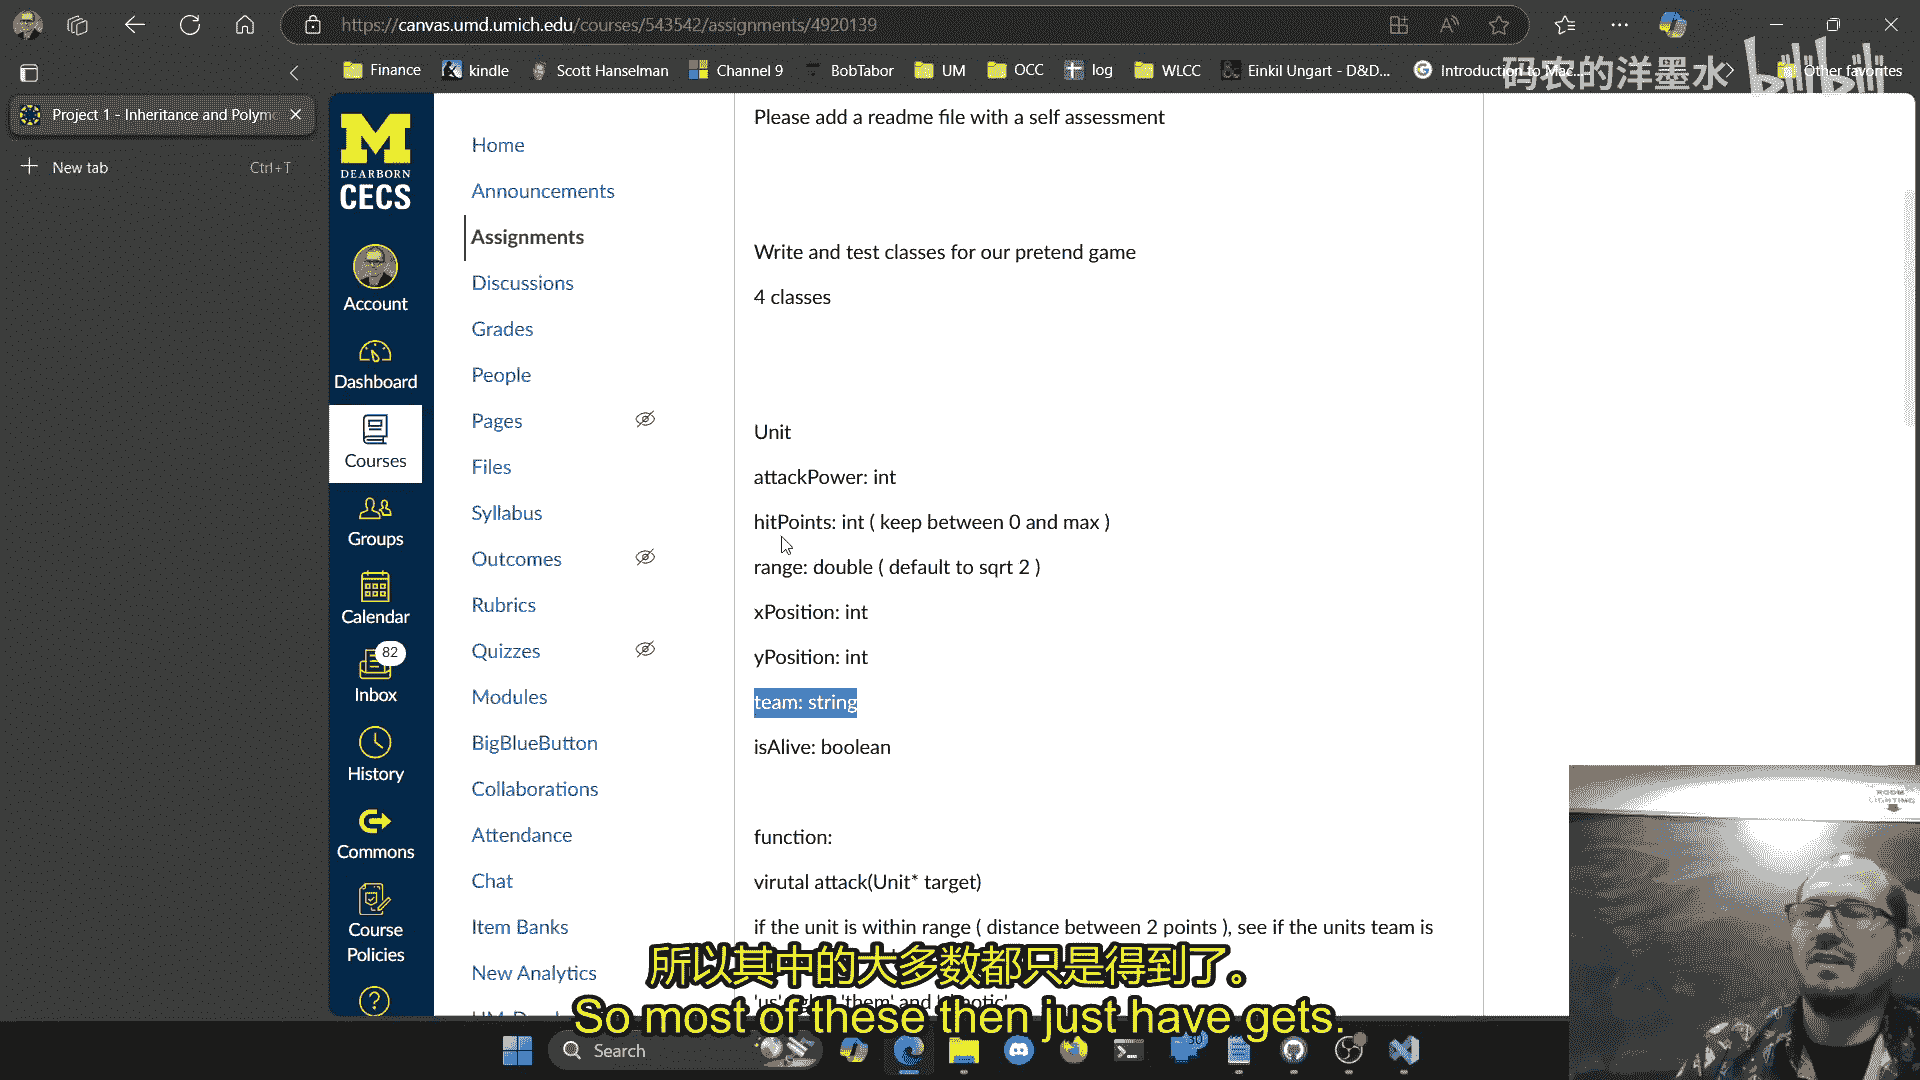 https://canvas.umd.umich.edu/courses/543542/assignments/4920139
Finance
kindle
Scott Hanselman
Channel 9
BobTabor
UM
OCC
log
WLCC
Einkil Ungart - D&D...
Introduction to Mac...
Other favorites
码农的洋墨水
bilibili
Project 1 - Inheritance and Polymo
New tab
Ctrl+T
M
DEARBORN
CECS
Account
Dashboard
Courses
Groups
Calendar
82
Inbox
History
Commons
Course
Policies
Home
Announcements
Assignments
Discussions
Grades
People
Pages
Files
Syllabus
Outcomes
Rubrics
Quizzes
Modules
BigBlueButton
Collaborations
Attendance
Chat
Item Banks
New Analytics
Please add a readme file with a self assessment
Write and test classes for our pretend game
4 classes
Unit
attackPower: int
hitPoints: int ( keep between 0 and max )
range: double ( default to sqrt 2 )
xPosition: int
yPosition: int
team: string
isAlive: boolean
function:
virutal attack(Unit* target)
if the unit is within range ( distance between 2 points ), see if the units team is
所以其中的大多数都只是得到了。
So most of these then just have gets.
ROOM
LIGHTING
Search
30